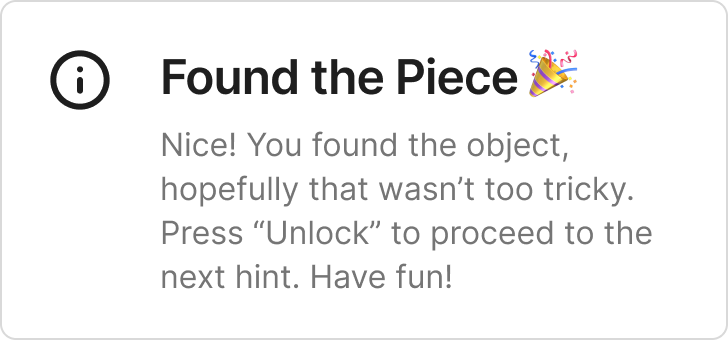 Found the Piece 🎉
Nice! You found the object,
hopefully that wasn’t too tricky.
Press “Unlock” to proceed to the
next hint. Have fun!